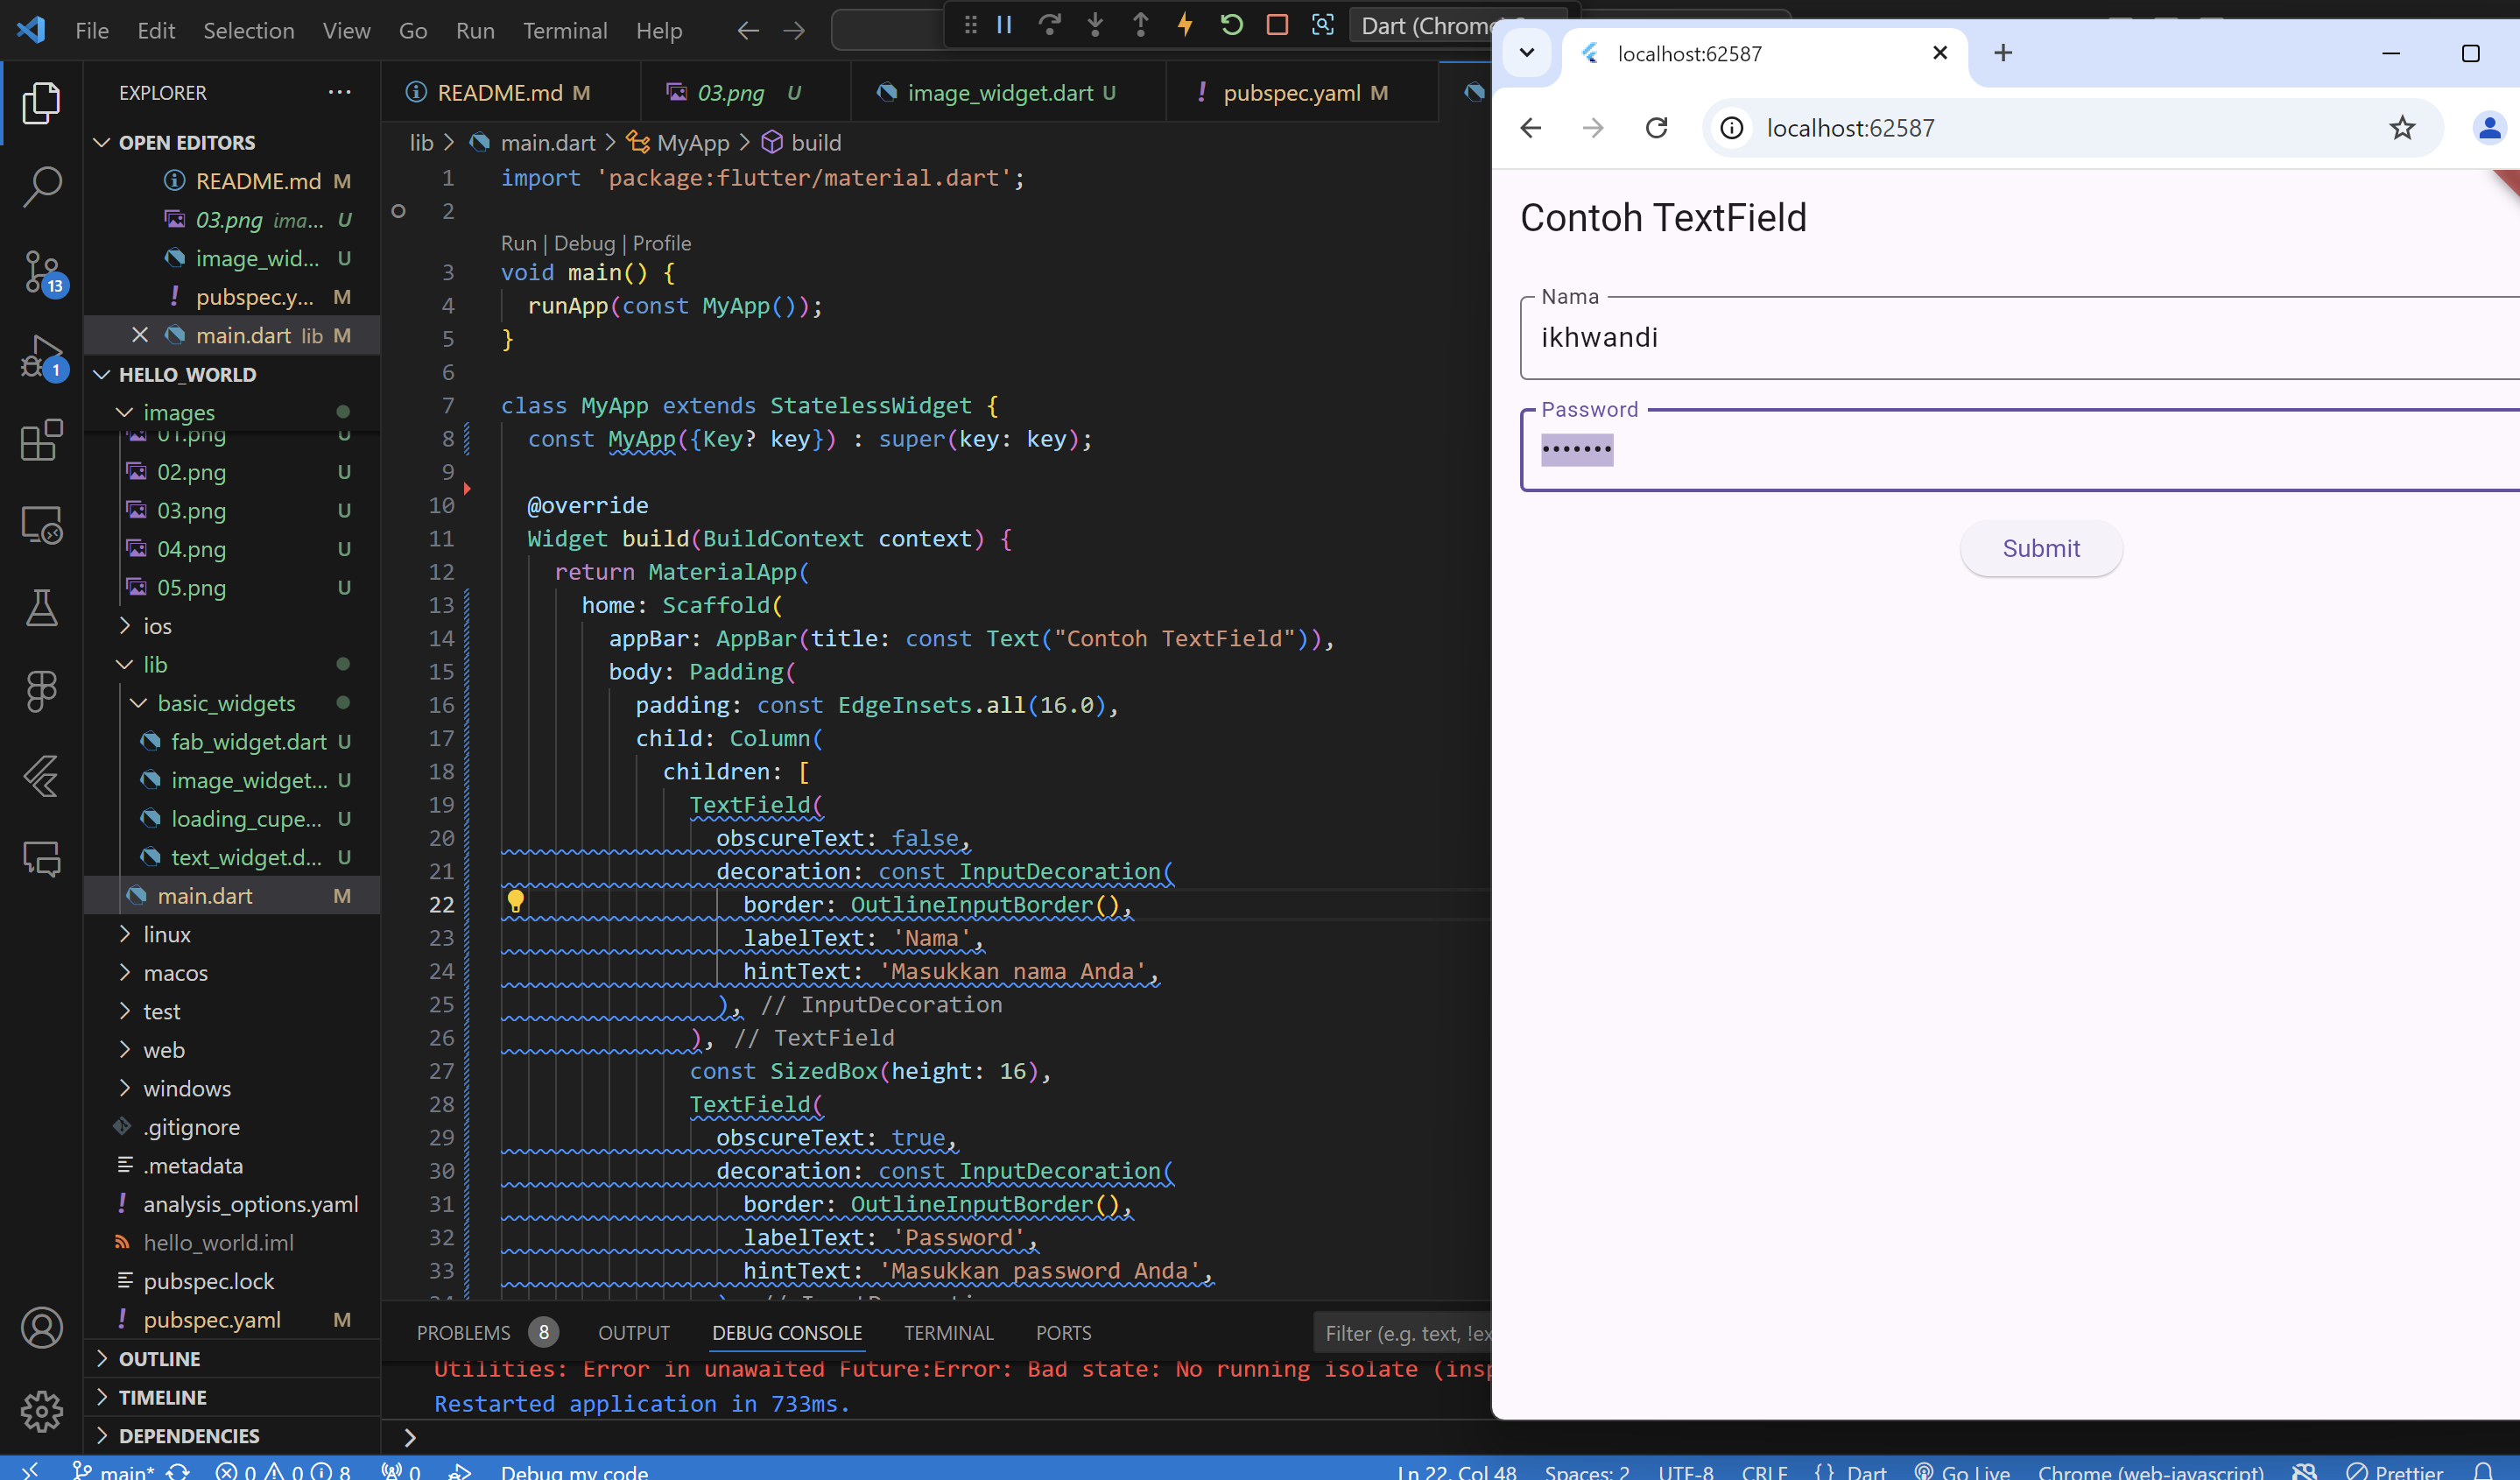 File Edit Selection View Go Run Terminal Help
Dart (Chrome
EXPLORER
OPEN EDITORS
README.md M
03.png ima... U
image_wid... U
pubspec.y... M
main.dart lib M
HELLO_WORLD
images
01.png U
02.png U
03.png U
04.png U
05.png U
ios
lib
basic_widgets
fab_widget.dart U
image_widget... U
loading_cupe... U
text_widget.d... U
main.dart M
linux
macos
test
web
windows
.gitignore
.metadata
analysis_options.yaml
hello_world.iml
pubspec.lock
pubspec.yaml M
OUTLINE
TIMELINE
DEPENDENCIES
13
1
README.md M 03.png U image_widget.dart U pubspec.yaml M
lib > main.dart > MyApp > build
1 import 'package:flutter/material.dart';
2
Run | Debug | Profile
3 void main() {
4 runApp(const MyApp());
5 }
6
7 class MyApp extends StatelessWidget {
8 const MyApp({Key? key}) : super(key: key);
9
10 @override
11 Widget build(BuildContext context) {
12 return MaterialApp(
13 home: Scaffold(
14 appBar: AppBar(title: const Text("Contoh TextField")),
15 body: Padding(
16 padding: const EdgeInsets.all(16.0),
17 child: Column(
18 children: [
19 TextField(
20 obscureText: false,
21 decoration: const InputDecoration(
22 border: OutlineInputBorder(),
23 labelText: 'Nama',
24 hintText: 'Masukkan nama Anda',
25 ), // InputDecoration
26 ), // TextField
27 const SizedBox(height: 16),
28 TextField(
29 obscureText: true,
30 decoration: const InputDecoration(
31 border: OutlineInputBorder(),
32 labelText: 'Password',
33 hintText: 'Masukkan password Anda',
PROBLEMS 8 OUTPUT DEBUG CONSOLE TERMINAL PORTS
Filter (e.g. text, !ex
Utilities: Error in unawaited Future:Error: Bad state: No running isolate (insp
Restarted application in 733ms.
main* 0 0 8 0 Debug my code Ln 22, Col 48 Spaces: 2 UTF-8 CRLF {} Dart Go Live Chrome (web-javascript) Prettier
localhost:62587
localhost:62587
Contoh TextField
Nama
ikhwandi
Password
•••••••
Submit